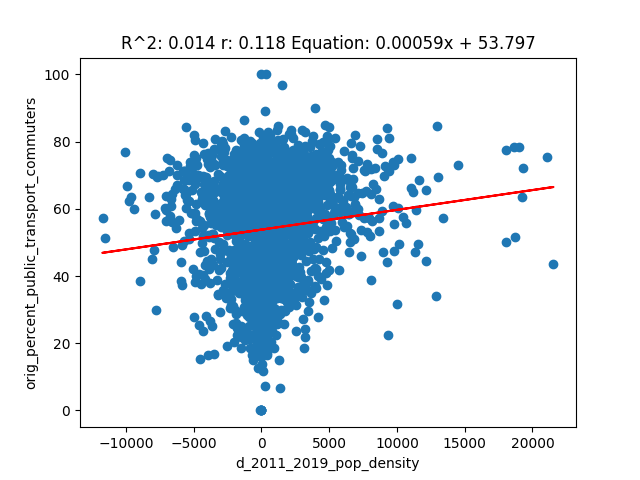 R^2: 0.014 r: 0.118 Equation: 0.00059x + 53.797
100
80
60
40
20
0
orig_percent_public_transport_commuters
−10000 −5000 0 5000 10000 15000 20000
d_2011_2019_pop_density